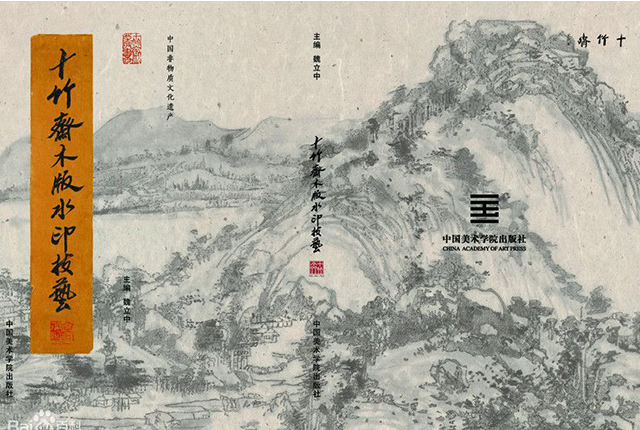 十竹齋木版水印技藝
中国非物质文化遗产
主编 魏立中
中国美术学院出版社
主编 魏立中
十竹齋木版水印技藝
中国美术学院出版社
十竹斋
中国美术学院出版社
CHINA ACADEMY OF ART PRESS
Bai